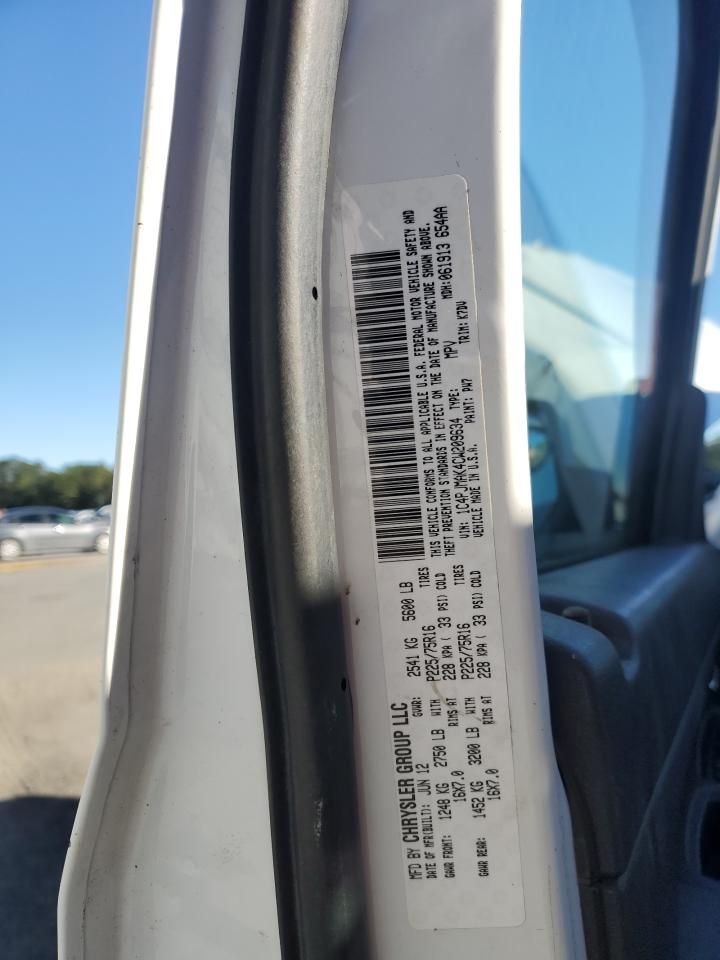 MFD BY CHRYSLER GROUP LLC
DATE OF MFR(BUILT): JUN 12 GVWR: 2541 KG 5600 LB
GAWR FRONT: 1248 KG 2750 LB WITH P225/75R16 TIRES
16X7.0 RIMS AT 228 KPA ( 33 PSI) COLD
GAWR REAR: 1452 KG 3200 LB WITH P225/75R16 TIRES
16X7.0 RIMS AT 228 KPA ( 33 PSI) COLD
THIS VEHICLE CONFORMS TO ALL APPLICABLE U.S.A. FEDERAL MOTOR VEHICLE SAFETY AND
THEFT PREVENTION STANDARDS IN EFFECT ON THE DATE OF MANUFACTURE SHOWN ABOVE.
VIN: 1C4PJMAK4CW209634 TYPE: MPV MDH:061913 654AA
VEHICLE MADE IN U.S.A. PAINT: PW7 TRIM: K7DV